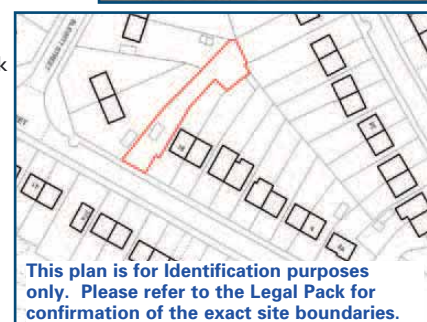 k
This plan is for Identification purposes
only. Please refer to the Legal Pack for
confirmation of the exact site boundaries.